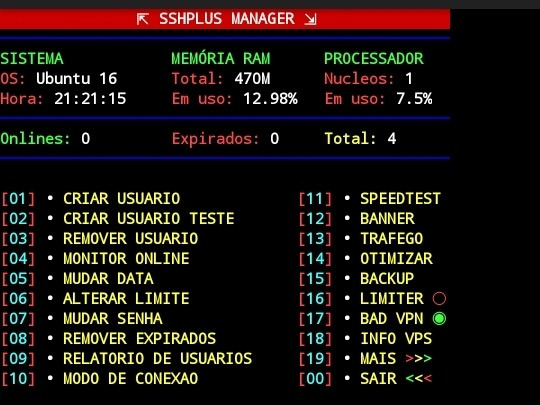 ⇱ SSHPLUS MANAGER ⇲
SISTEMA MEMÓRIA RAM PROCESSADOR
OS: Ubuntu 16 Total: 470M Nucleos: 1
Hora: 21:21:15 Em uso: 12.98% Em uso: 7.5%
Onlines: 0 Expirados: 0 Total: 4
[01] • CRIAR USUARIO [11] • SPEEDTEST
[02] • CRIAR USUARIO TESTE [12] • BANNER
[03] • REMOVER USUARIO [13] • TRAFEGO
[04] • MONITOR ONLINE [14] • OTIMIZAR
[05] • MUDAR DATA [15] • BACKUP
[06] • ALTERAR LIMITE [16] • LIMITER ○
[07] • MUDAR SENHA [17] • BAD VPN ◉
[08] • REMOVER EXPIRADOS [18] • INFO VPS
[09] • RELATORIO DE USUARIOS [19] • MAIS >>>
[10] • MODO DE CONEXAO [00] • SAIR <<<